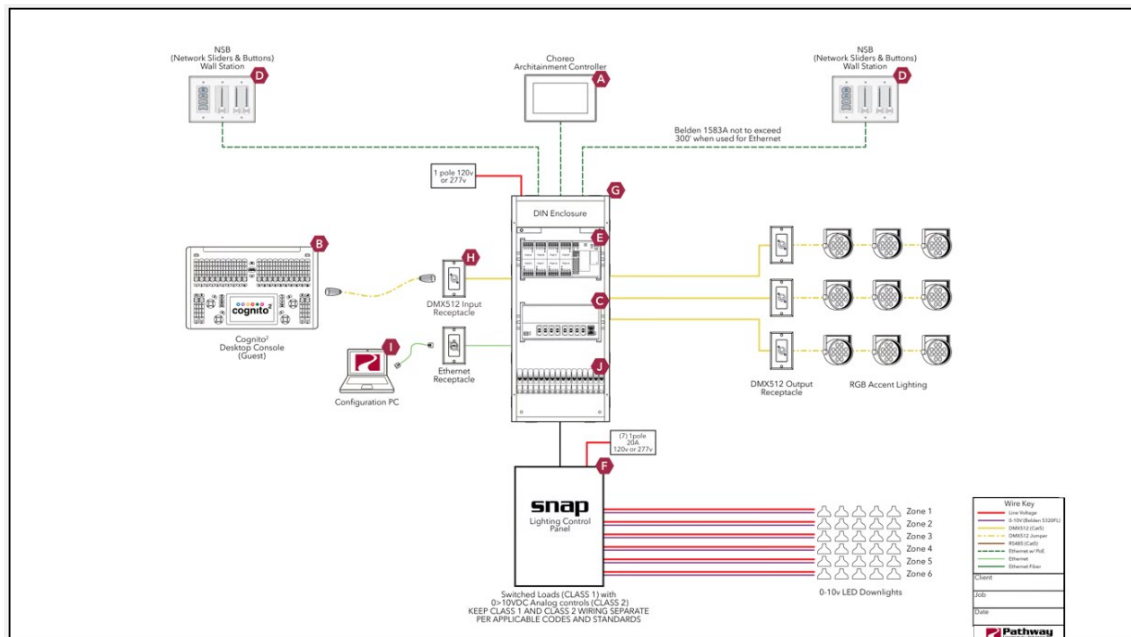 NSB
(Network Sliders & Buttons)
Wall Station
D
Choreo
Architainment Controller
A
NSB
(Network Sliders & Buttons)
Wall Station
D
Belden 1583A not to exceed
300' when used for Ethernet
1 pole 120v
or 277v
G
DIN Enclosure
E
B
cognito2
Cognito2
Desktop Console
(Guest)
H
DMX512 Input
Receptacle
C
I
Configuration PC
Ethernet
Receptacle
J
DMX512 Output
Receptacle
RGB Accent Lighting
(7) 1pole
20A
120v or 277v
F
snap
Lighting Control
Panel
Zone 1
Zone 2
Zone 3
Zone 4
Zone 5
Zone 6
0-10v LED Downlights
Switched Loads (CLASS 1) with
0>10VDC Analog controls (CLASS 2)
KEEP CLASS 1 AND CLASS 2 WIRING SEPARATE
PER APPLICABLE CODES AND STANDARDS
Wire Key
Line Voltage
0-10V (Belden 5320FL)
DMX512 (Cat5)
DMX512 Jumper
RS485 (Cat5)
Ethernet w/ PoE
Ethernet
Ethernet Fiber
Client
Job
Date
Pathway